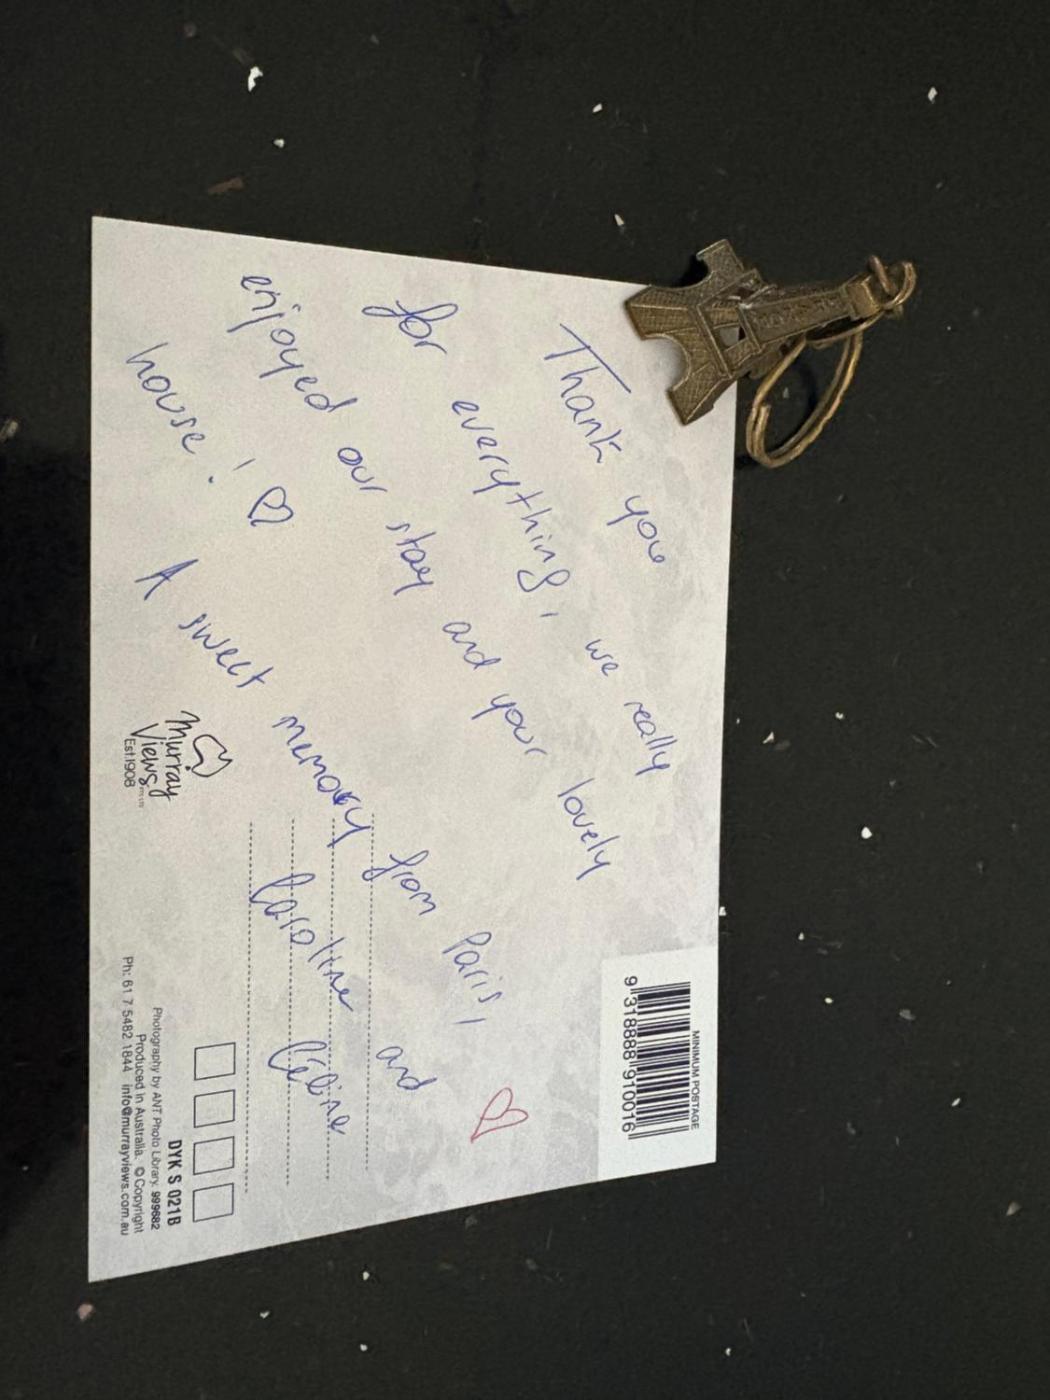 Thank you
for everything, we really
enjoyed our stay and your lovely
house! ♡
A sweet memory from Paris,
Caroline and
Céline ♡
MINIMUM POSTAGE
9 318888 910016
Murray
Views
Est.1908
DYK S 021B
Photography by ANT Photo Library. 999682
Produced in Australia. © Copyright
Ph: 61 7 5482 1844 info@murrayviews.com.au